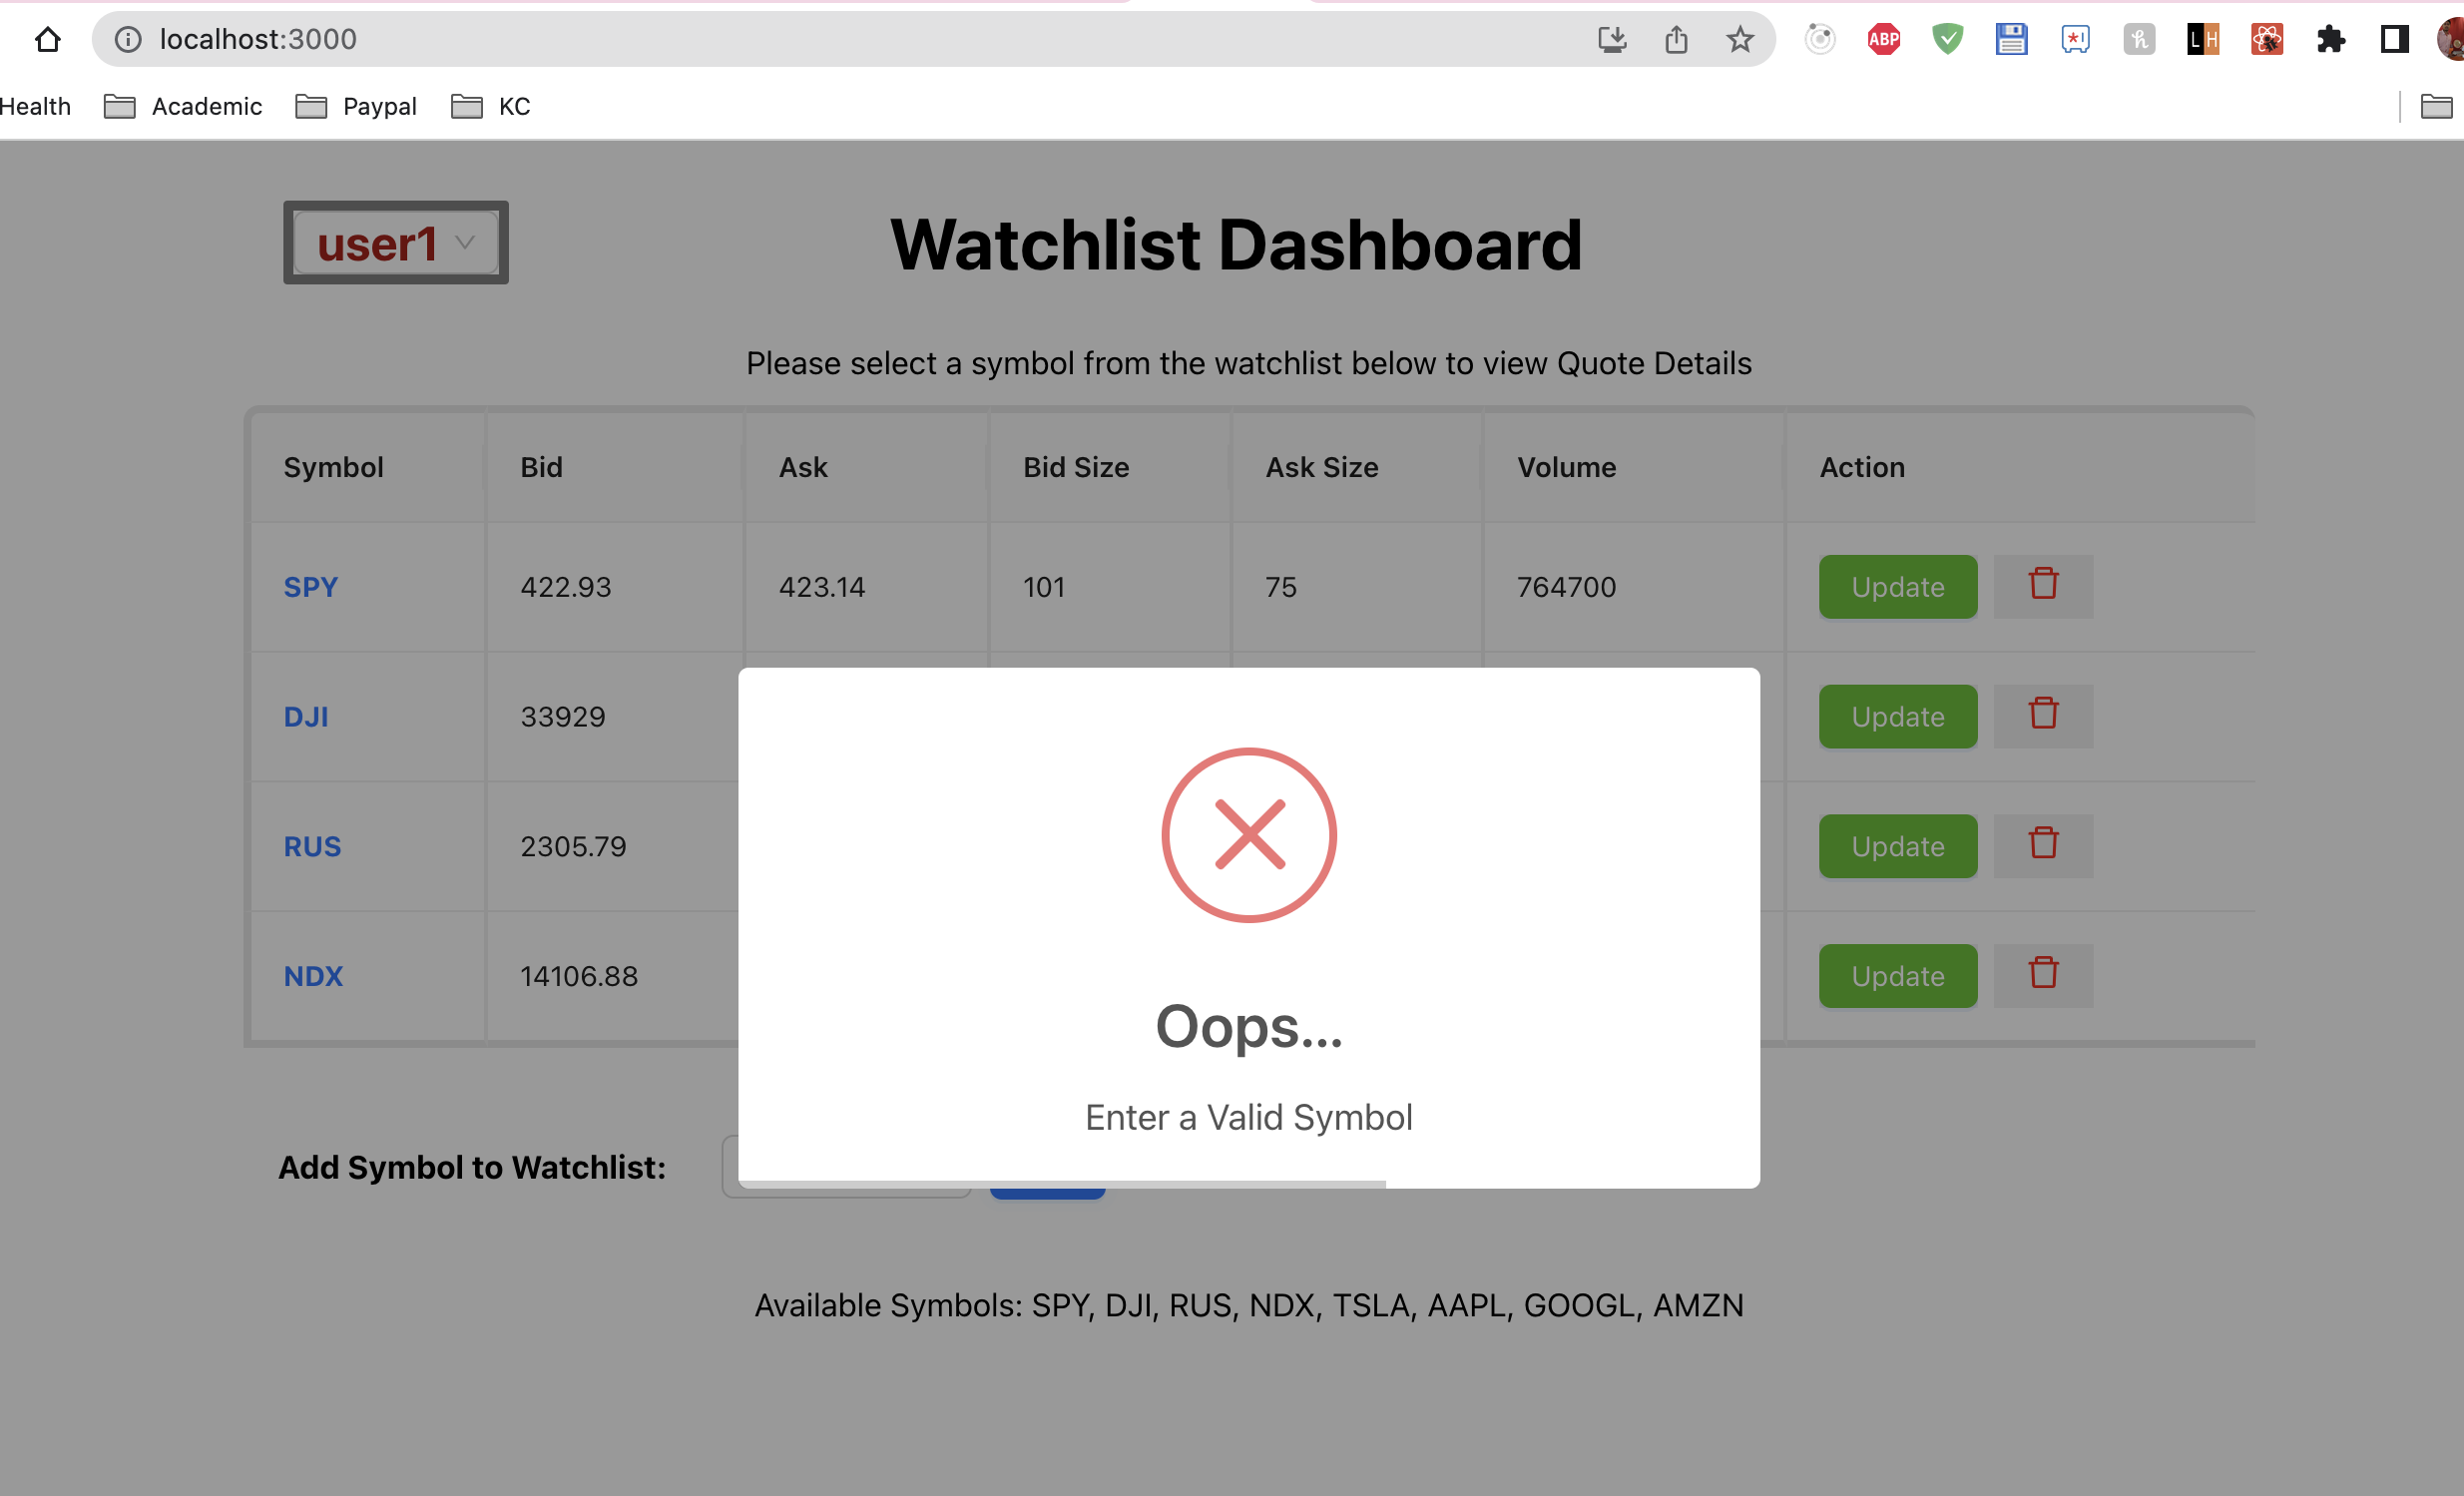 localhost:3000
ABP
LH
Health Academic Paypal KC
user1
Watchlist Dashboard
Please select a symbol from the watchlist below to view Quote Details
Symbol Bid Ask Bid Size Ask Size Volume Action
SPY 422.93 423.14 101 75 764700 Update
DJI 33929 Update
RUS 2305.79 Update
NDX 14106.88 Update
Oops...
Enter a Valid Symbol
Add Symbol to Watchlist:
Available Symbols: SPY, DJI, RUS, NDX, TSLA, AAPL, GOOGL, AMZN